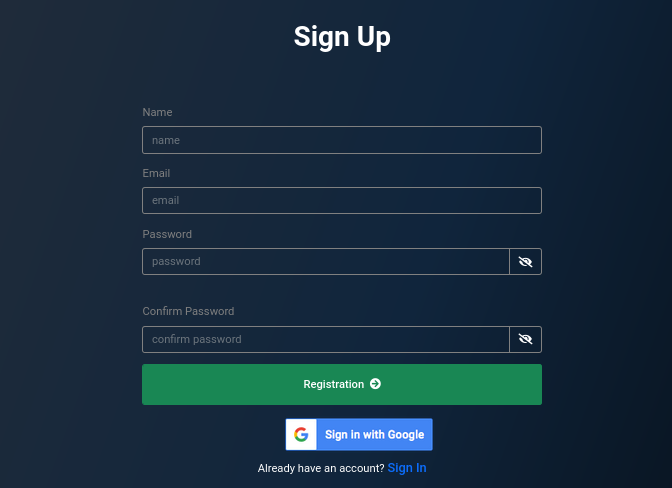 Sign Up
Name
name
Email
email
Password
password
Confirm Password
confirm password
Registration
Sign in with Google
Already have an account? Sign In